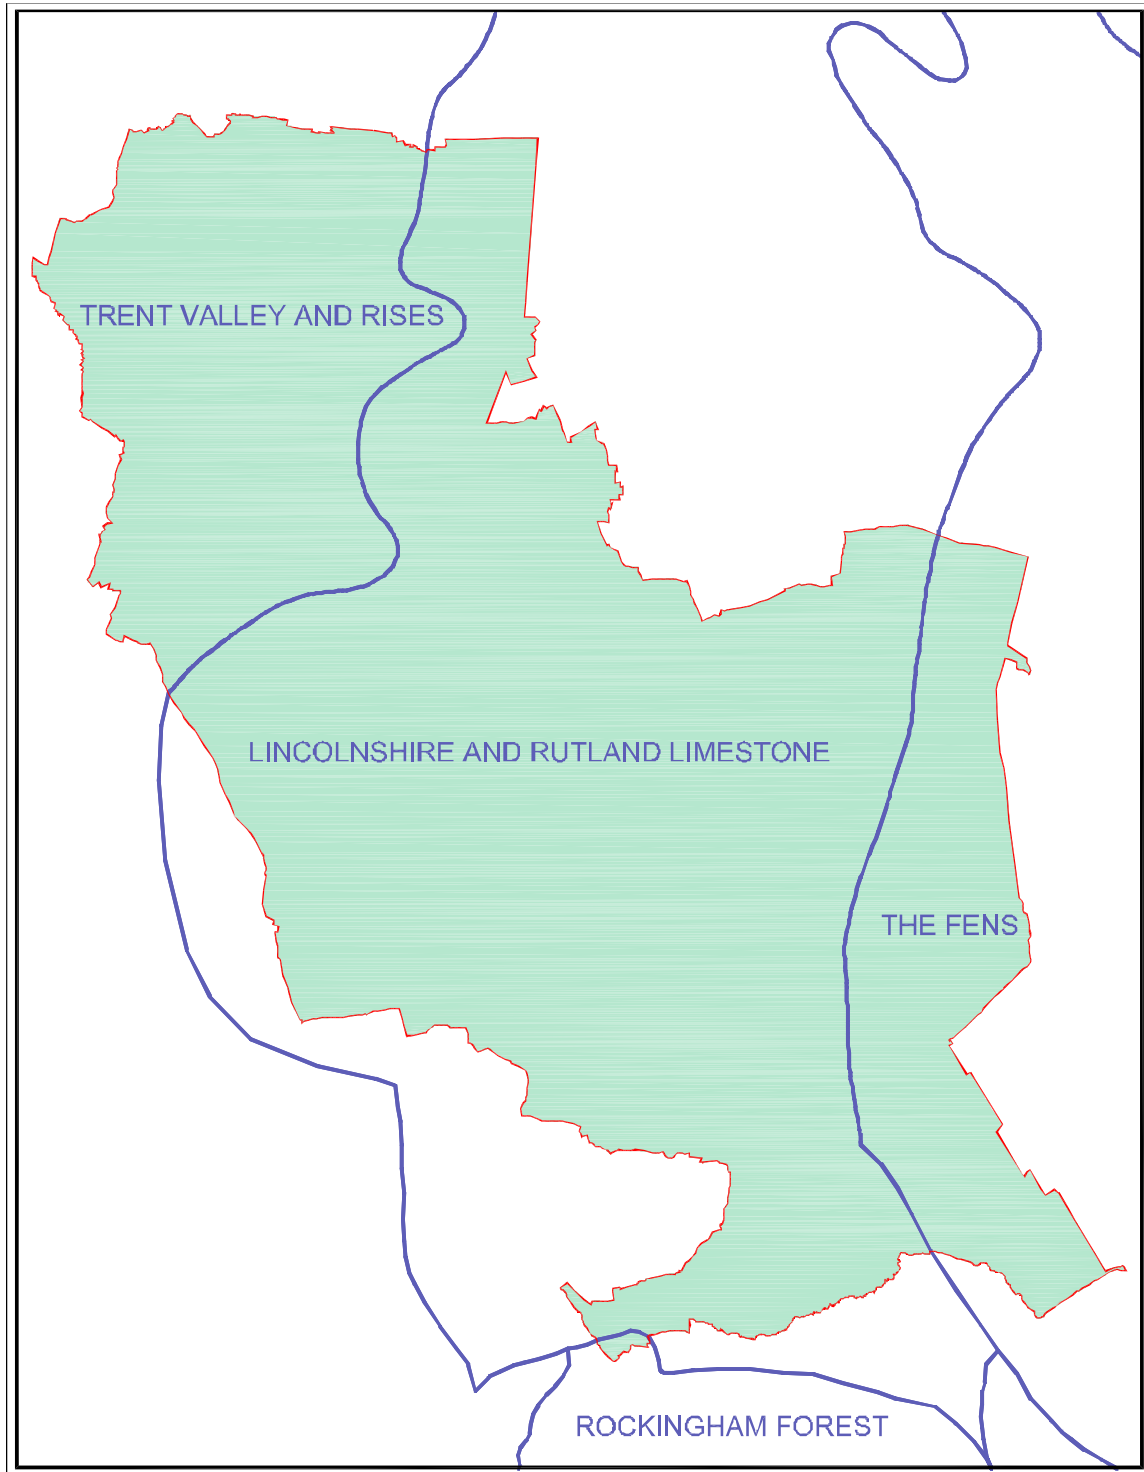 TRENT VALLEY AND RISES
LINCOLNSHIRE AND RUTLAND LIMESTONE
THE FENS
ROCKINGHAM FOREST